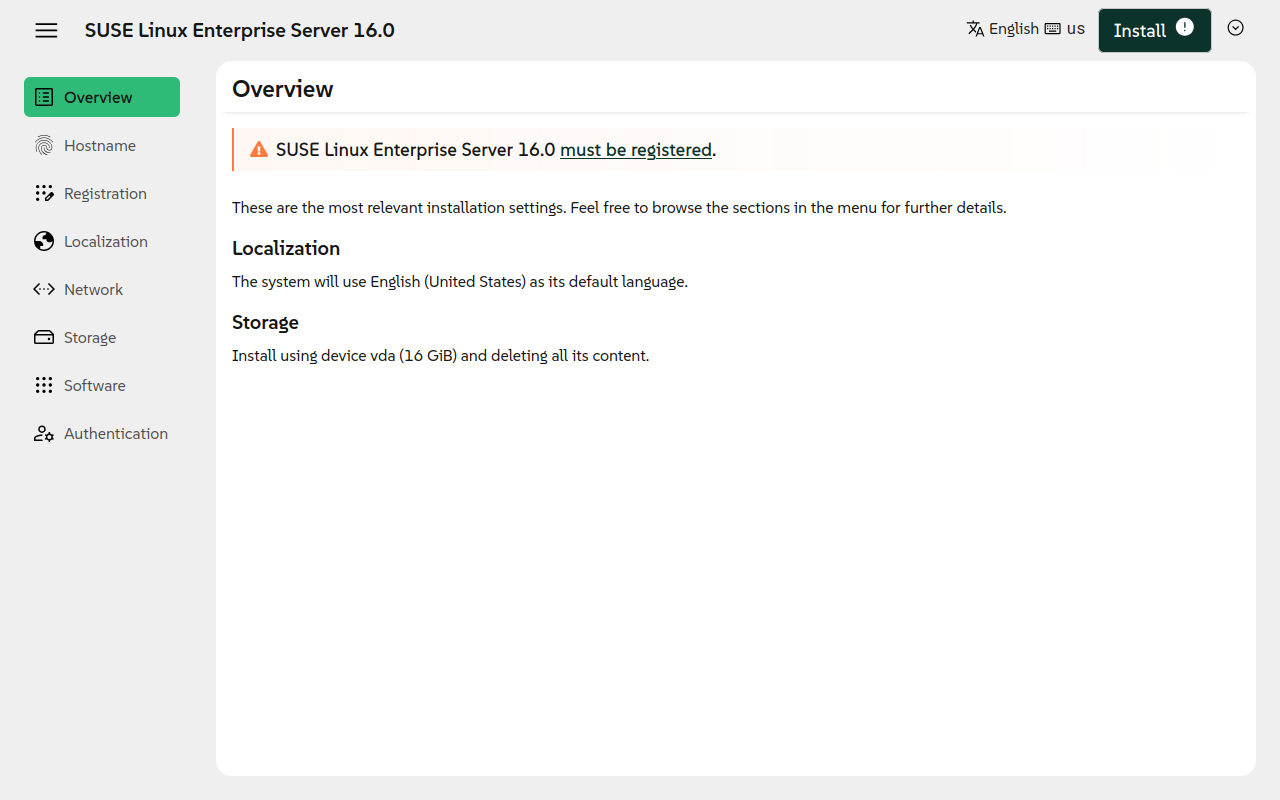 SUSE Linux Enterprise Server 16.0
English us
Install
Overview
Hostname
Registration
Localization
Network
Storage
Software
Authentication
Overview
SUSE Linux Enterprise Server 16.0 must be registered.
These are the most relevant installation settings. Feel free to browse the sections in the menu for further details.
Localization
The system will use English (United States) as its default language.
Storage
Install using device vda (16 GiB) and deleting all its content.